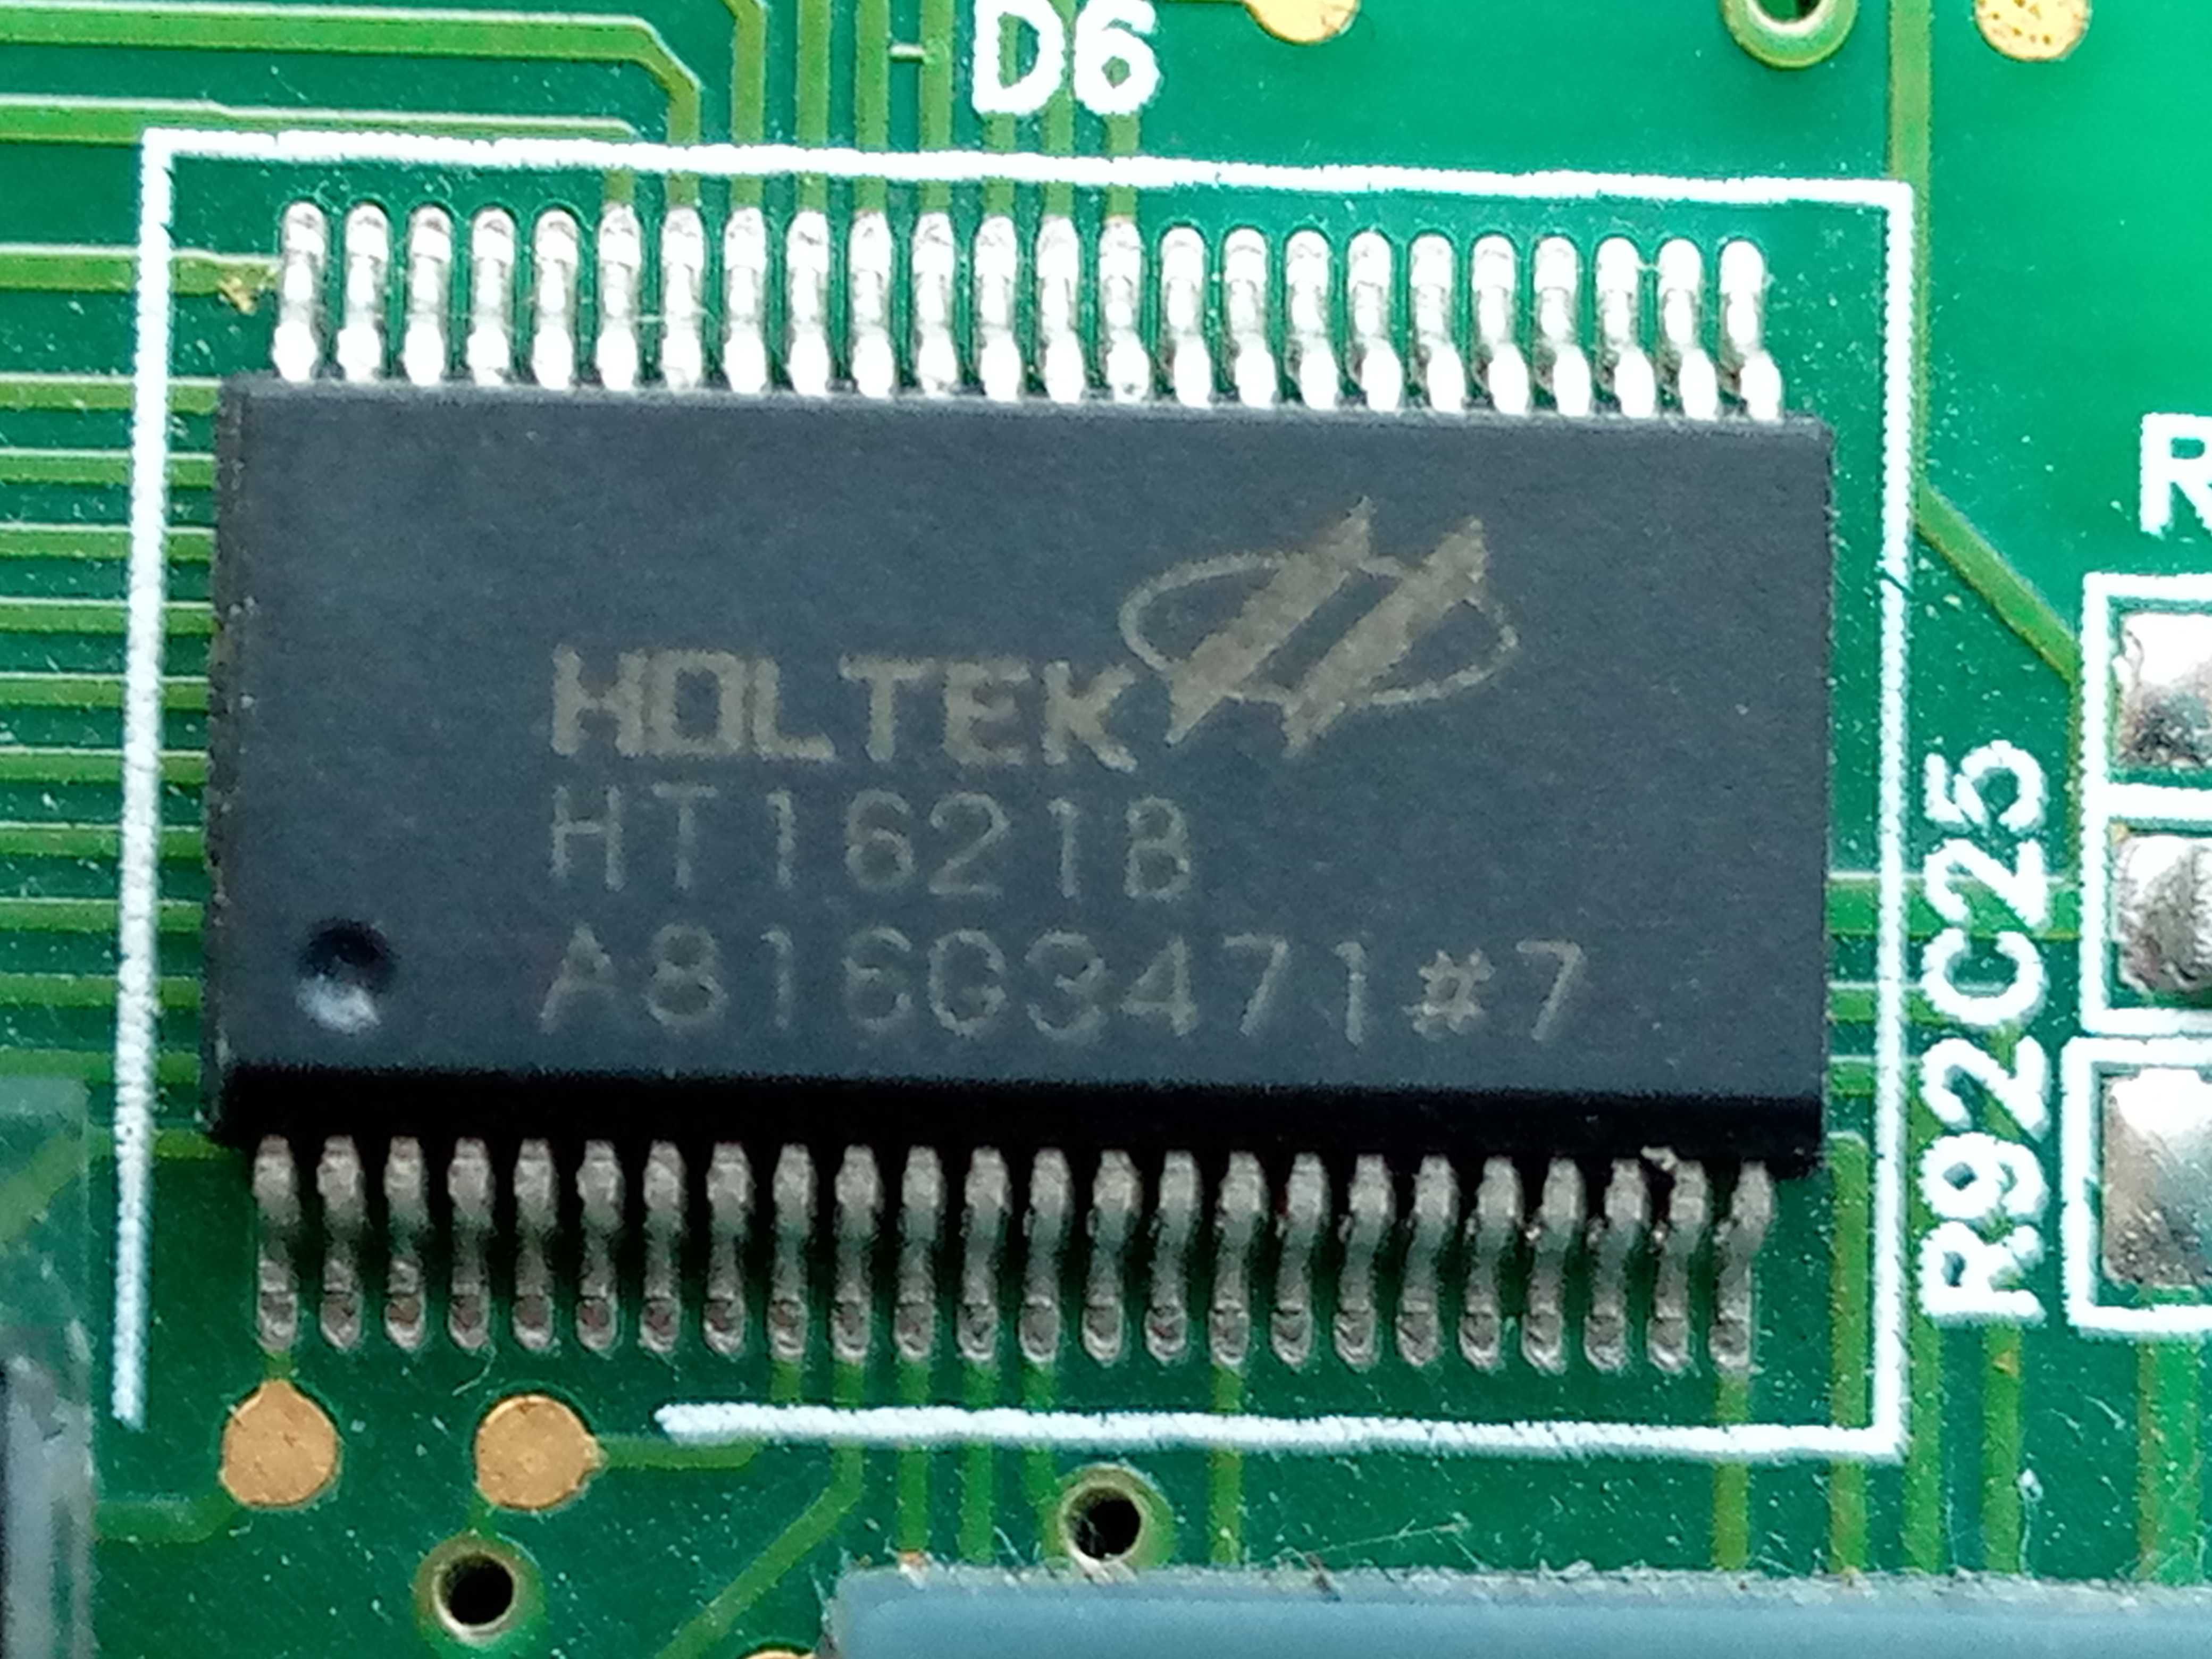 D6
HOLTEK
HT1621B
A816G3471#7
R
R92C25